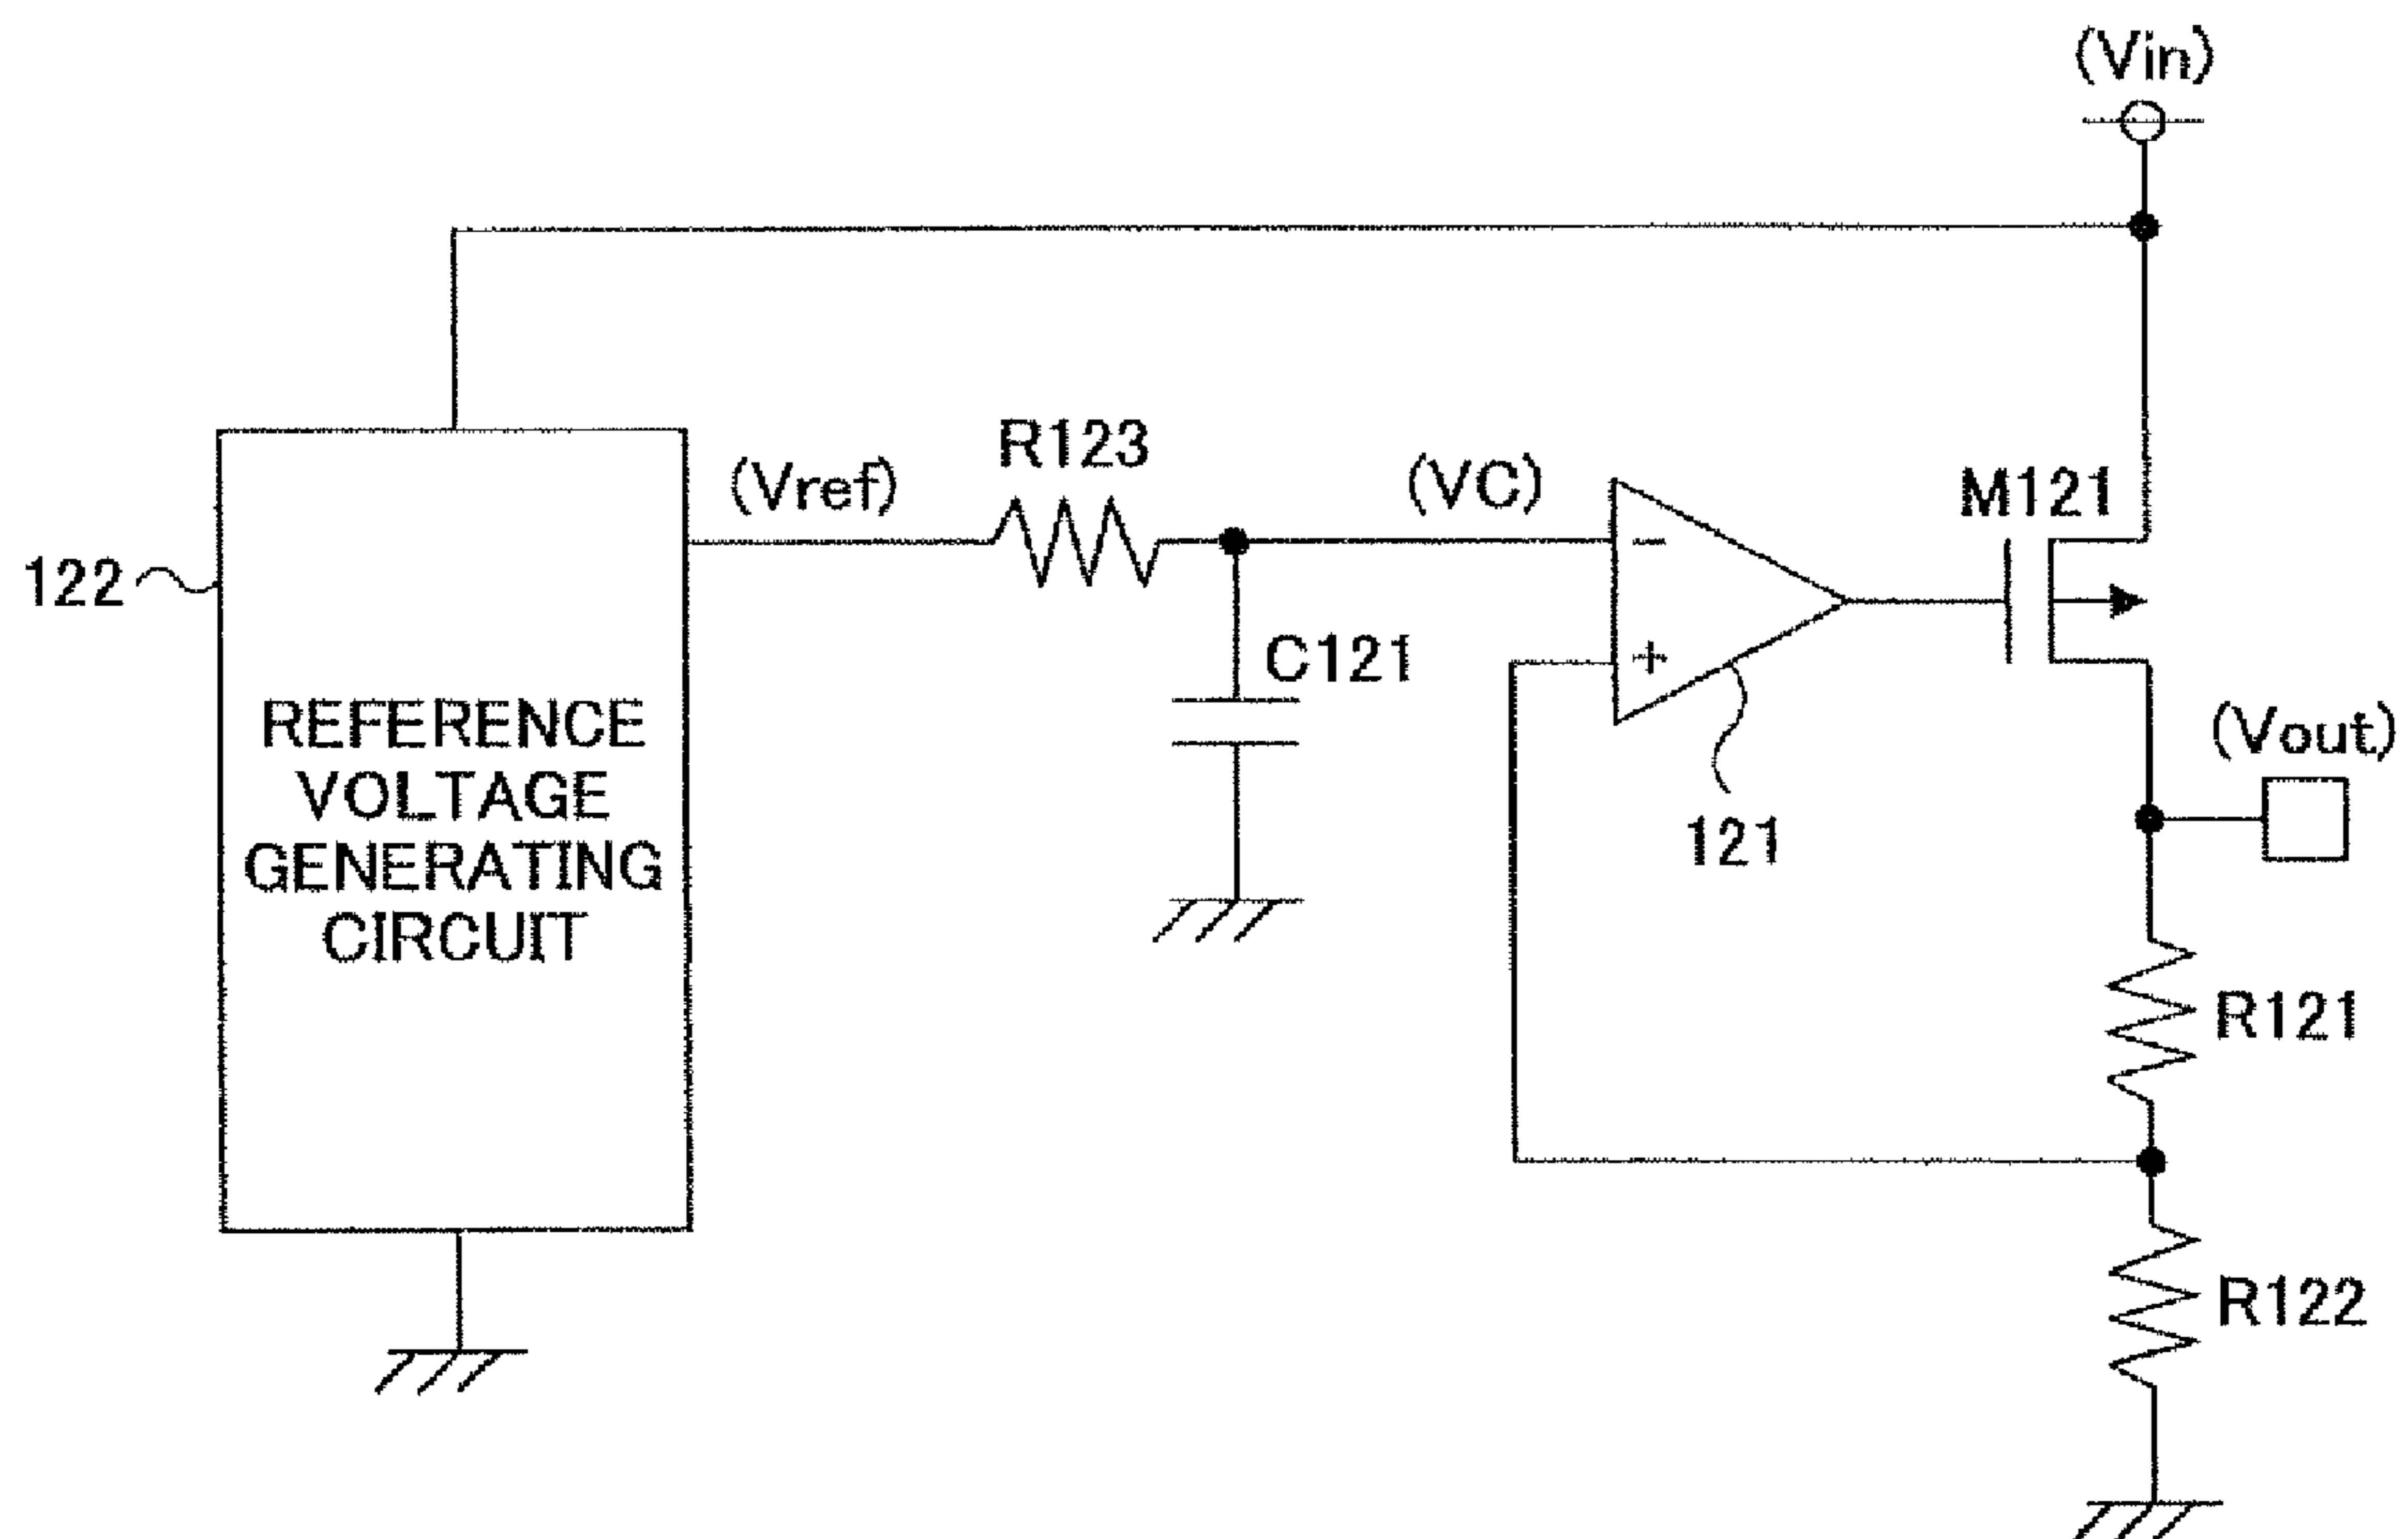 (Vin)
R123
(Vref)
(VC)
M121
122
−
+
C121
REFERENCE
VOLTAGE
GENERATING
CIRCUIT
(Vout)
121
R121
R122